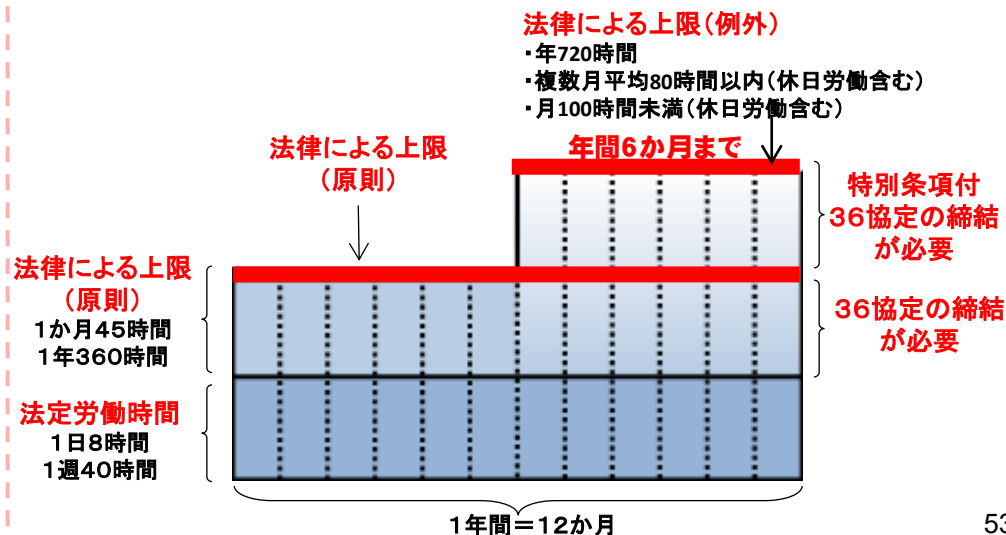 法律による上限(例外)
・年720時間
・複数月平均80時間以内(休日労働含む)
・月100時間未満(休日労働含む)
年間6か月まで
法律による上限
(原則)
特別条項付
36協定の締結
が必要
法律による上限
(原則)
1か月45時間
1年360時間
36協定の締結
が必要
法定労働時間
1日8時間
1週40時間
1年間=12か月
53